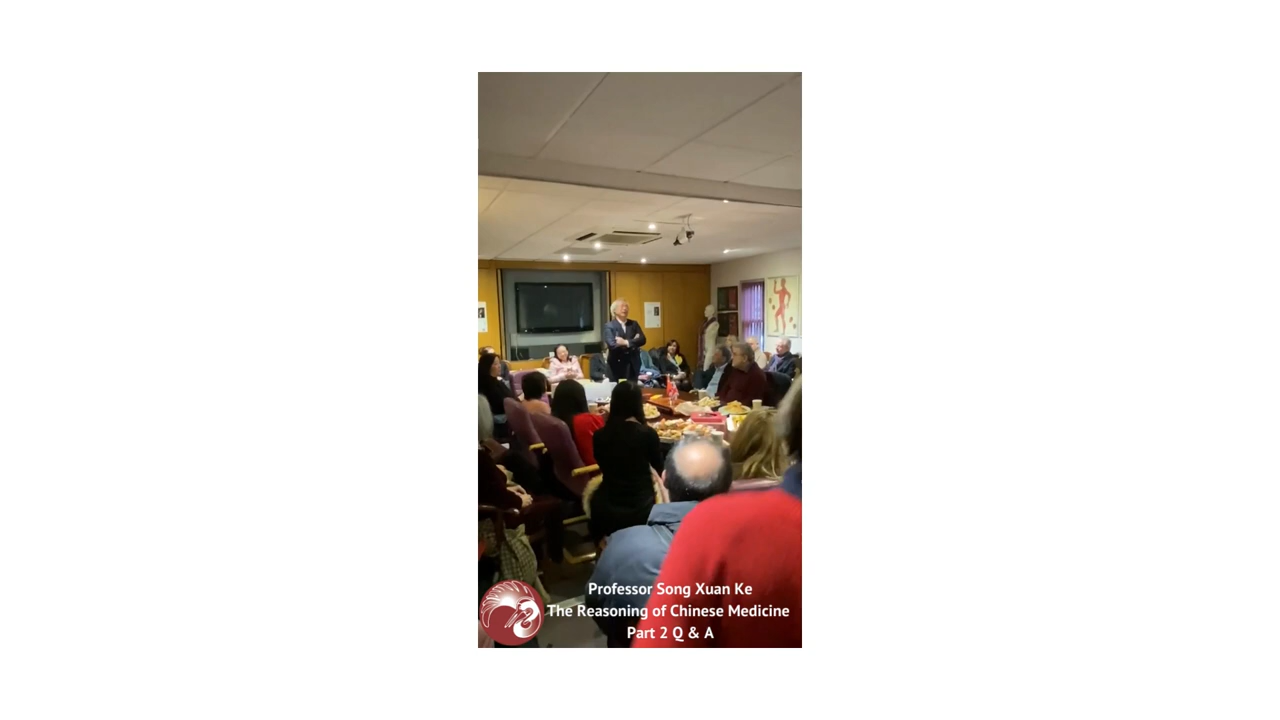 Professor Song Xuan Ke
The Reasoning of Chinese Medicine
Part 2 Q & A